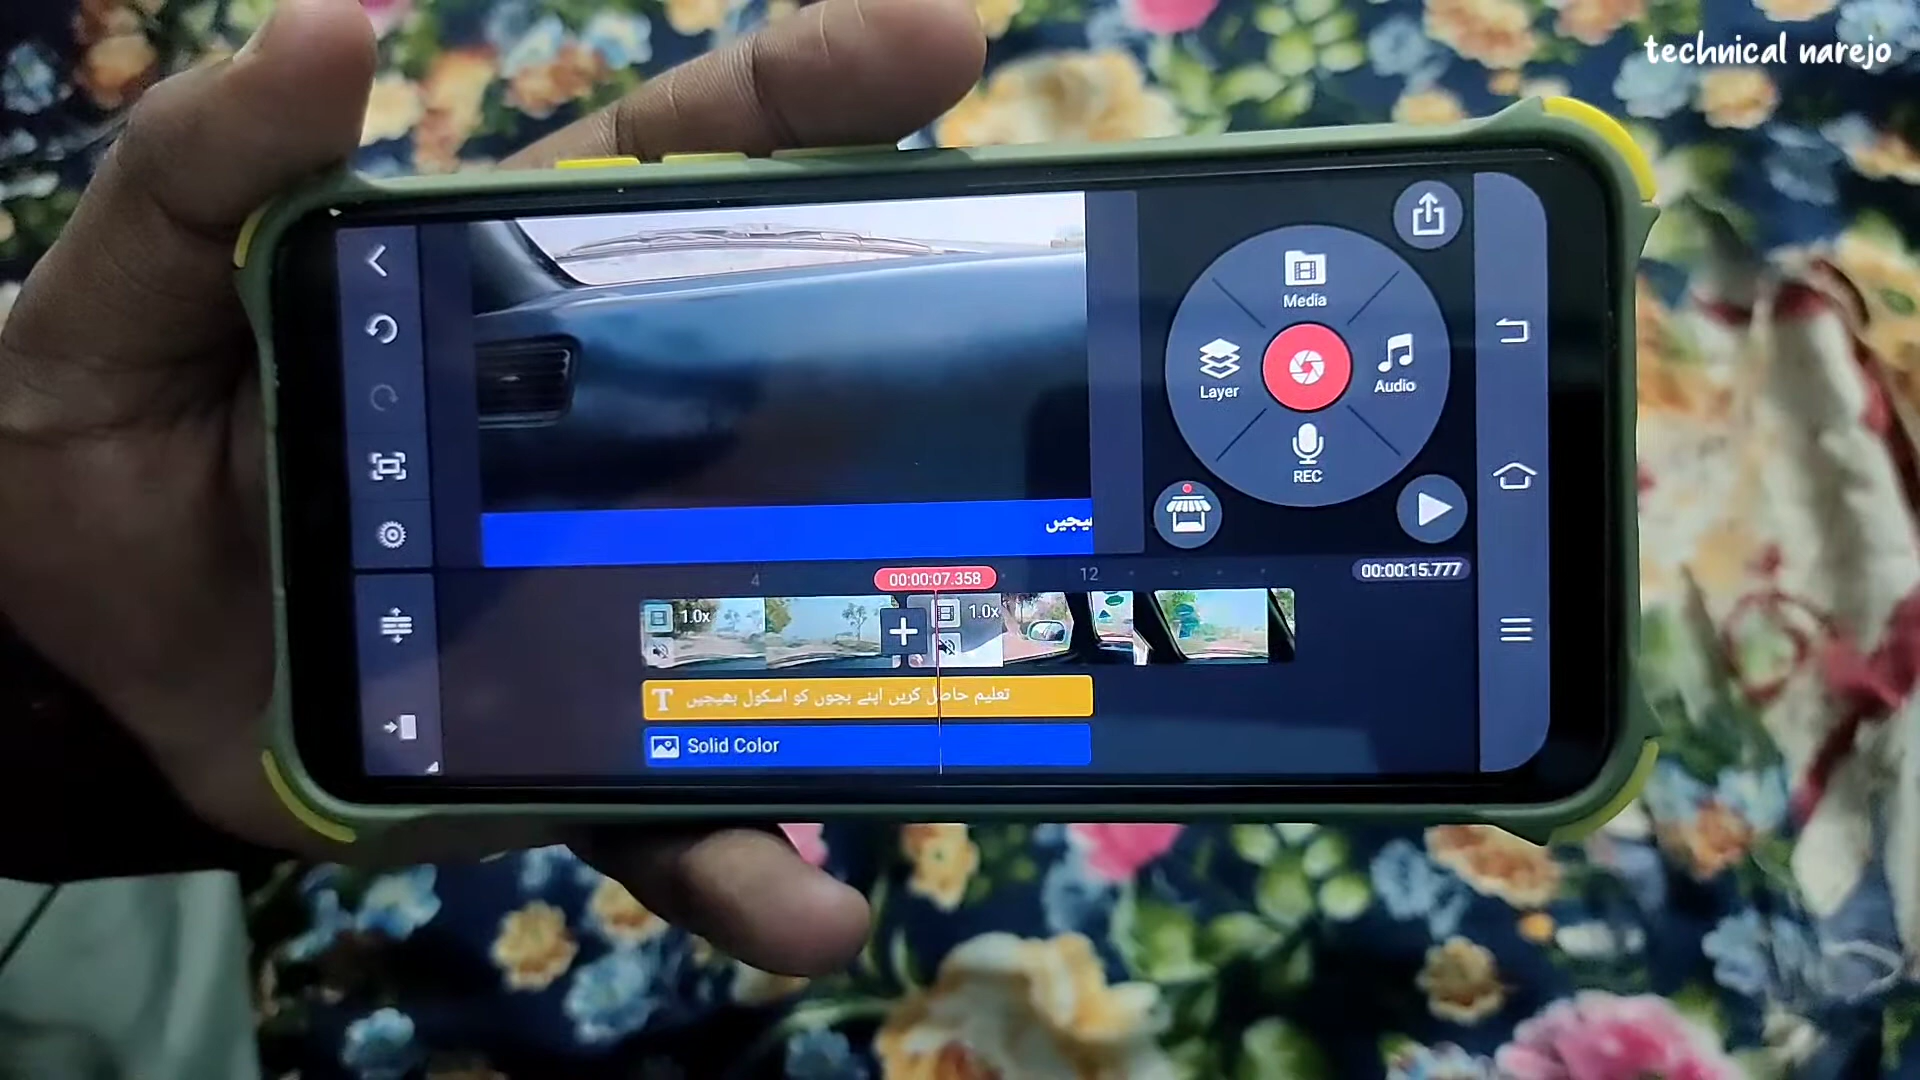 technical narejo
Media
Layer
Audio
REC
بھیجیں
4
00:00:07.358
12
00:00:15.777
1.0x
1.0x
تعلیم حاصل کریں اپنے بچوں کو اسکول بھیجیں
Solid Color